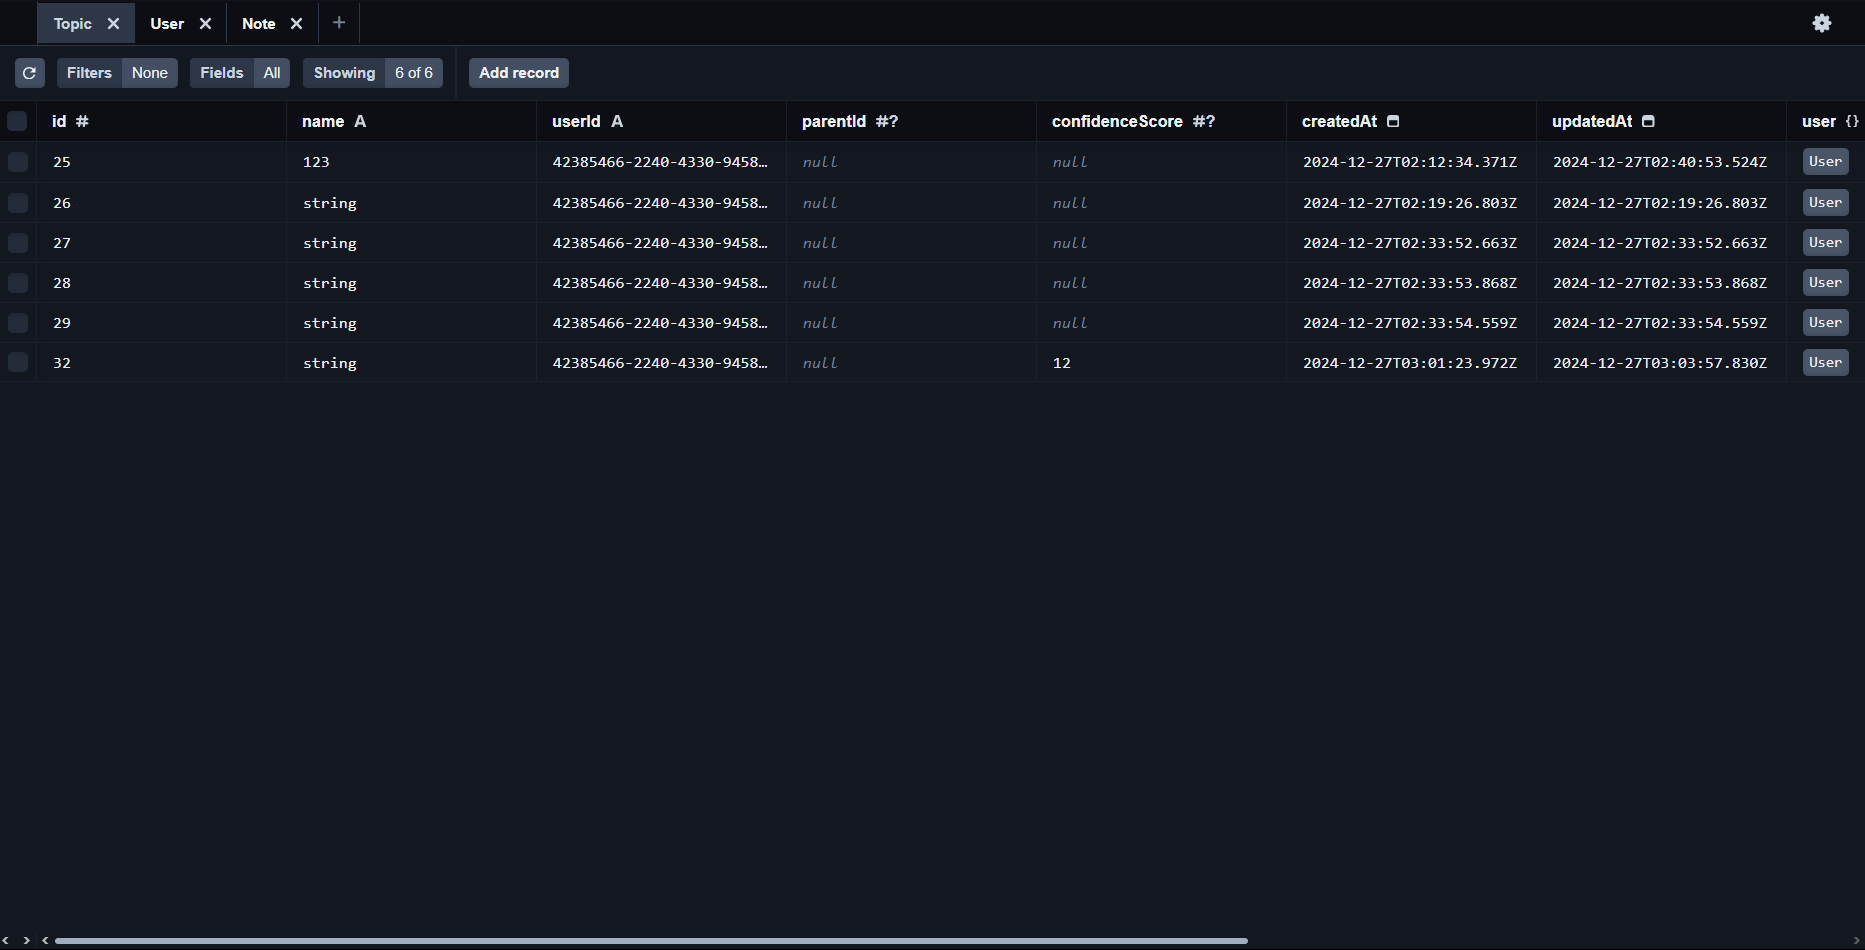 Topic User Note
Filters None Fields All Showing 6 of 6 Add record
id # name A userId A parentId #? confidenceScore #? createdAt updatedAt user {}
25 123 42385466-2240-4330-9458… null null 2024-12-27T02:12:34.371Z 2024-12-27T02:40:53.524Z User
26 string 42385466-2240-4330-9458… null null 2024-12-27T02:19:26.803Z 2024-12-27T02:19:26.803Z User
27 string 42385466-2240-4330-9458… null null 2024-12-27T02:33:52.663Z 2024-12-27T02:33:52.663Z User
28 string 42385466-2240-4330-9458… null null 2024-12-27T02:33:53.868Z 2024-12-27T02:33:53.868Z User
29 string 42385466-2240-4330-9458… null null 2024-12-27T02:33:54.559Z 2024-12-27T02:33:54.559Z User
32 string 42385466-2240-4330-9458… null 12 2024-12-27T03:01:23.972Z 2024-12-27T03:03:57.830Z User